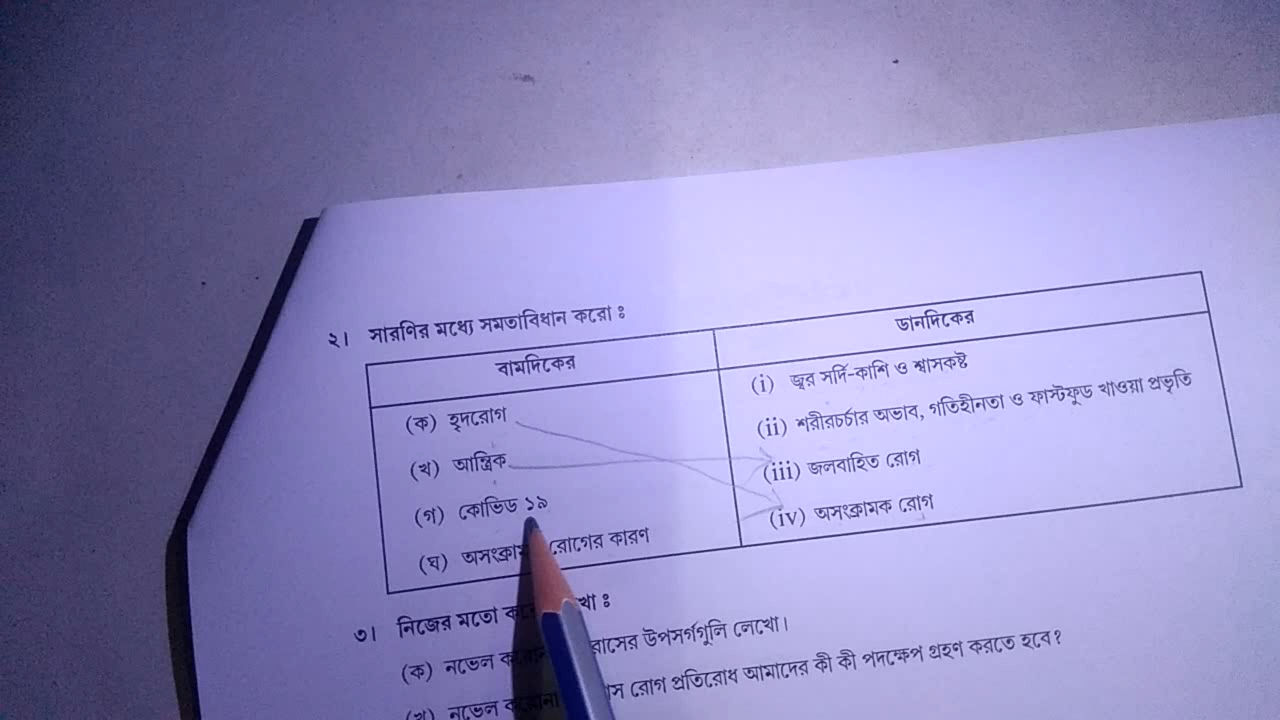 ২। সারণির মধ্যে সমতাবিধান করো ঃ
বামদিকের
ডানদিকের
(ক) হৃদরোগ
(খ) আন্ত্রিক
(গ) কোভিড ১৯
(ঘ) রোগের কারণ
(i) জ্বর সর্দি-কাশি ও শ্বাসকষ্ট
(ii) শরীরচর্চার অভাব, গতিহীনতা ও ফাস্টফুড খাওয়া প্রভৃতি
(iii) জলবাহিত রোগ
(iv) অসংক্রামক রোগ
৩। নিজের মতো ঃ
(ক) নভেল উপসর্গগুলি লেখো।
(খ) নভেল রোগ প্রতিরোধ আমাদের কী কী পদক্ষেপ গ্রহণ করতে হবে?